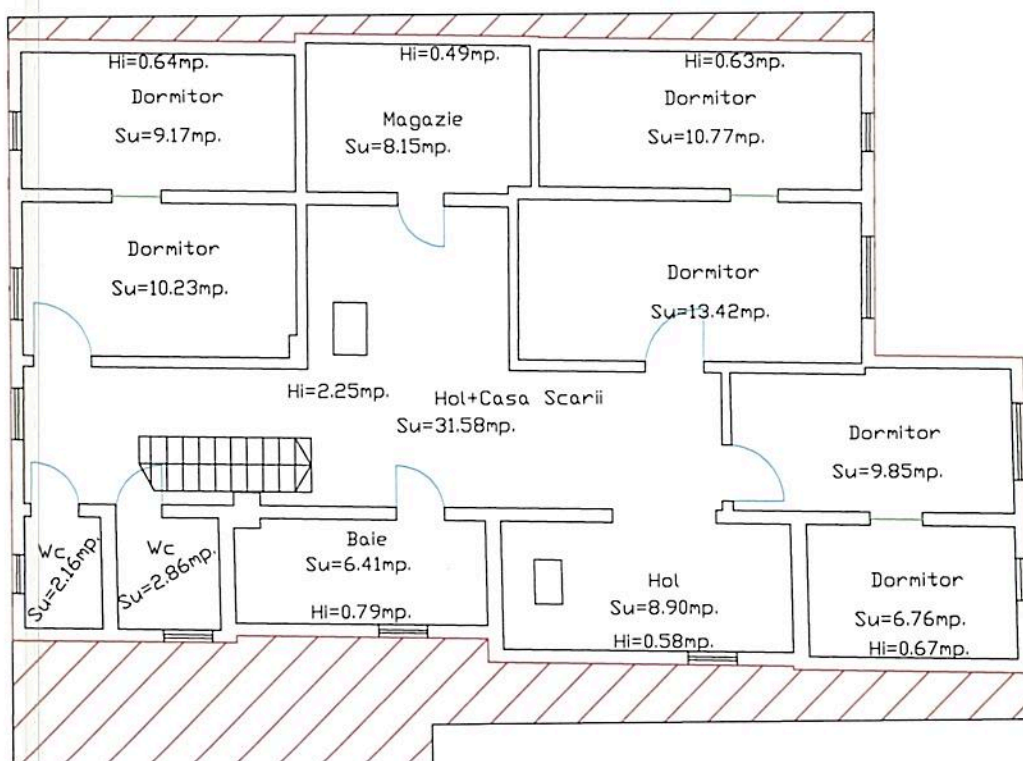 Hi=0.64mp.
Dormitor
Su=9.17mp.
Hi=0.49mp.
Magazie
Su=8.15mp.
Hi=0.63mp.
Dormitor
Su=10.77mp.
Dormitor
Su=10.23mp.
Dormitor
Su=13.42mp.
Hi=2.25mp.
Hol+Casa Scarii
Su=31.58mp.
Dormitor
Su=9.85mp.
Wc
Su=2.16mp.
Wc
Su=2.86mp.
Baie
Su=6.41mp.
Hi=0.79mp.
Hol
Su=8.90mp.
Hi=0.58mp.
Dormitor
Su=6.76mp.
Hi=0.67mp.